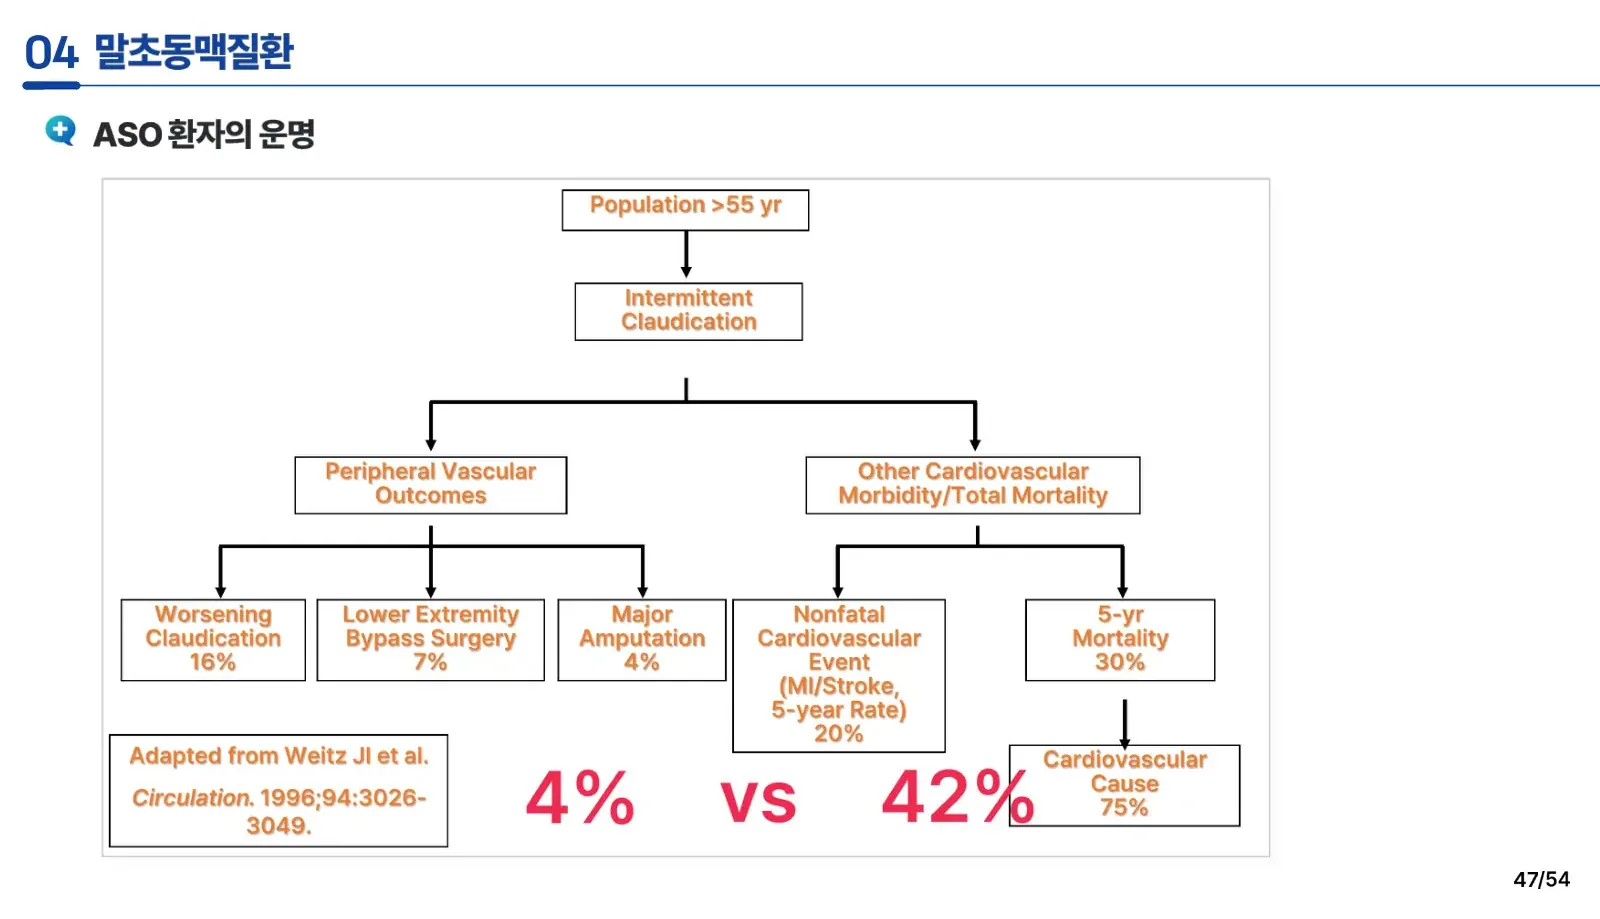 04 말초동맥질환
ASO 환자의 운명
Population >55 yr
Intermittent
Claudication
Peripheral Vascular
Outcomes
Other Cardiovascular
Morbidity/Total Mortality
Worsening
Claudication
16%
Lower Extremity
Bypass Surgery
7%
Major
Amputation
4%
Nonfatal
Cardiovascular
Event
(MI/Stroke,
5-year Rate)
20%
5-yr
Mortality
30%
Cardiovascular
Cause
75%
Adapted from Weitz JI et al.
Circulation. 1996;94:3026-
3049.
4% vs 42%
47/54